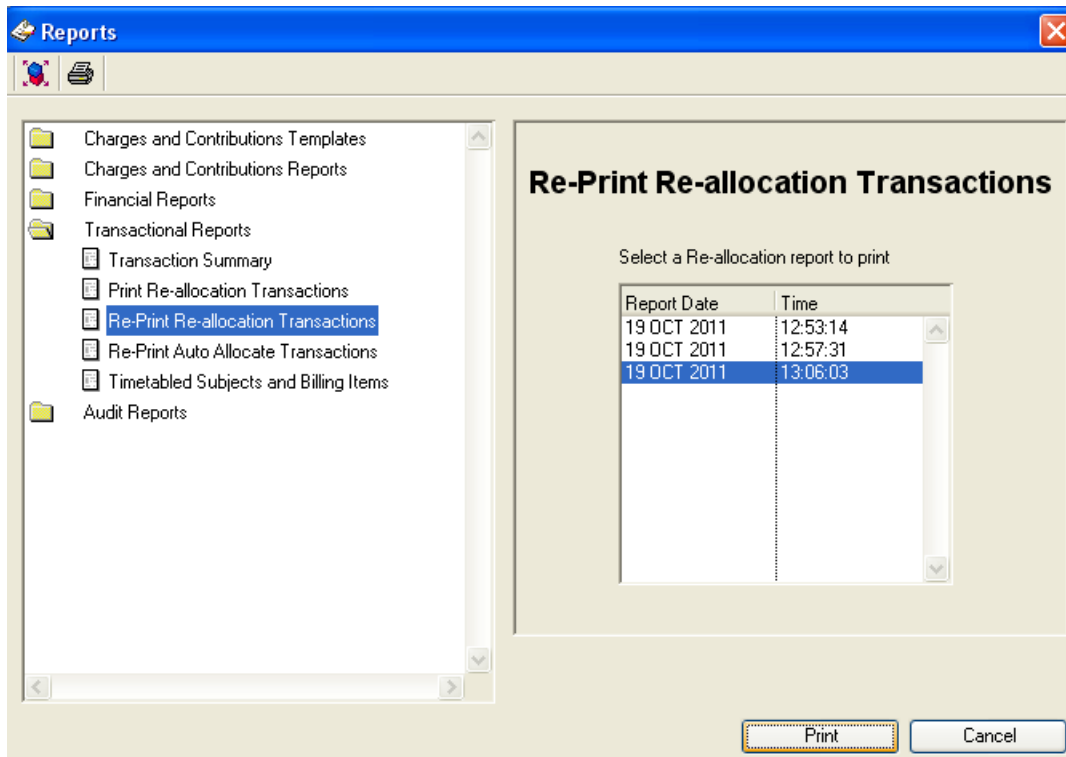 Reports
Charges and Contributions Templates
Charges and Contributions Reports
Financial Reports
Transactional Reports
Transaction Summary
Print Re-allocation Transactions
Re-Print Re-allocation Transactions
Re-Print Auto Allocate Transactions
Timetabled Subjects and Billing Items
Audit Reports
Re-Print Re-allocation Transactions
Select a Re-allocation report to print
Report Date Time
19 OCT 2011 12:53:14
19 OCT 2011 12:57:31
19 OCT 2011 13:06:03
Print Cancel